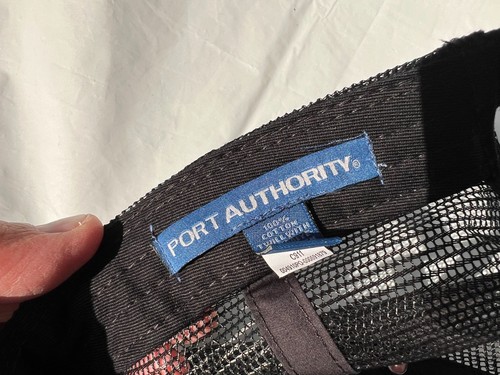 PORT AUTHORITY®
100%
COTTON
TWILL WITH
C911